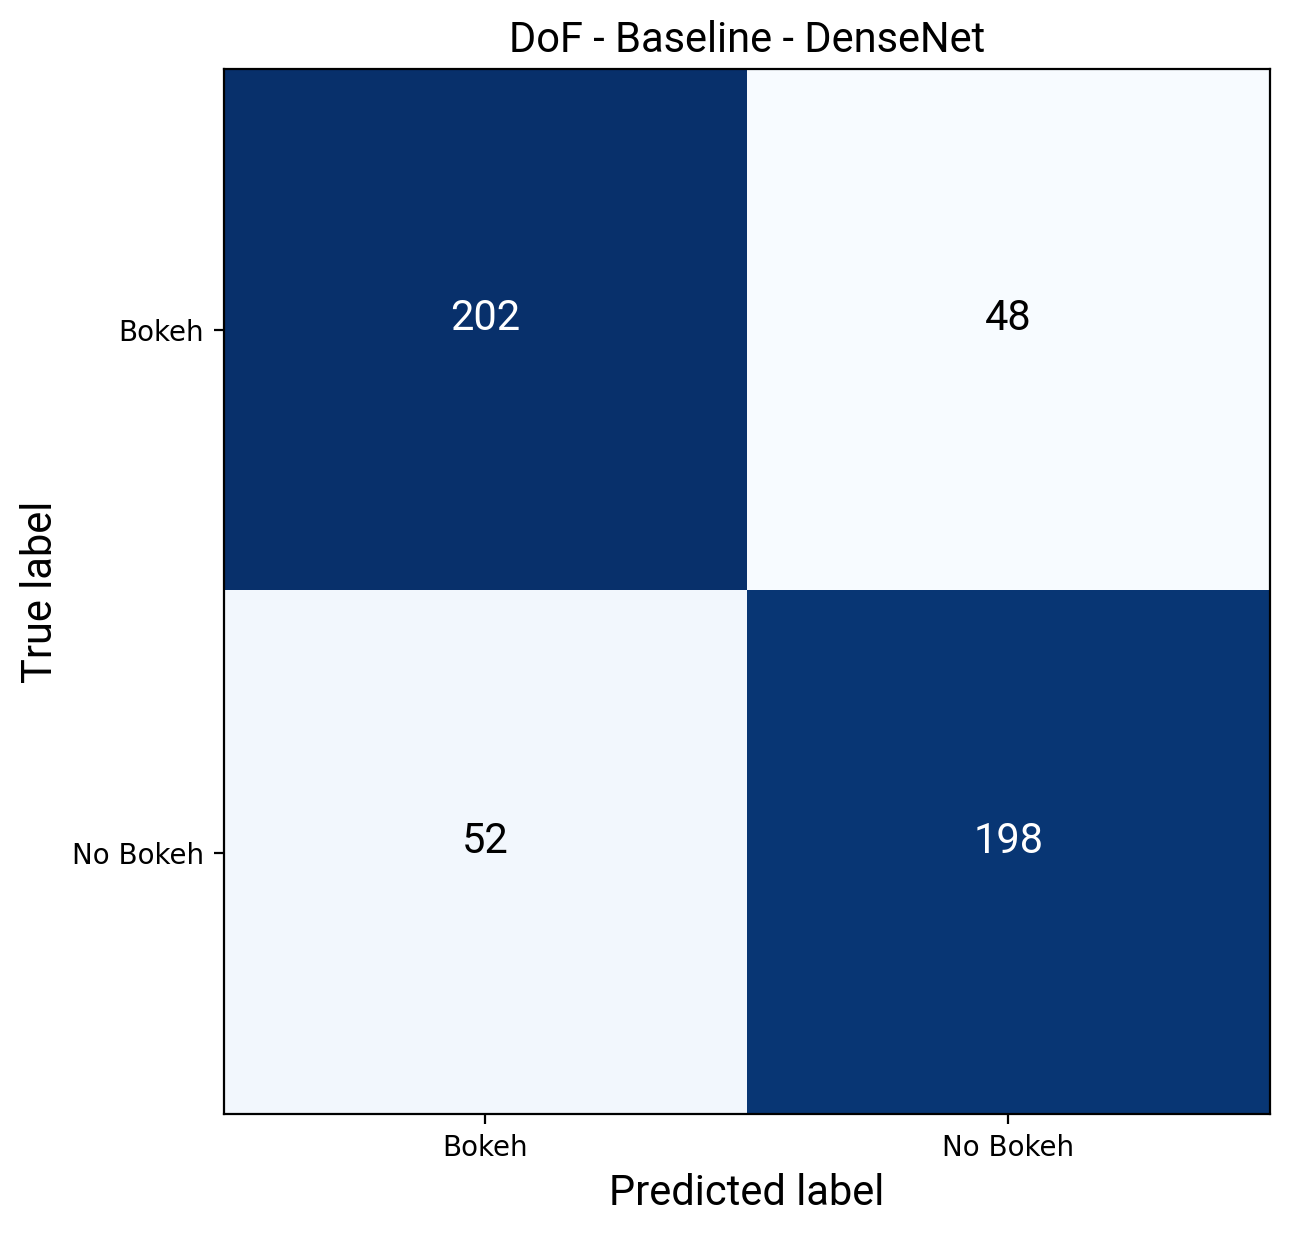 DoF - Baseline - DenseNet
True label
Bokeh
202
48
No Bokeh
52
198
Bokeh
No Bokeh
Predicted label